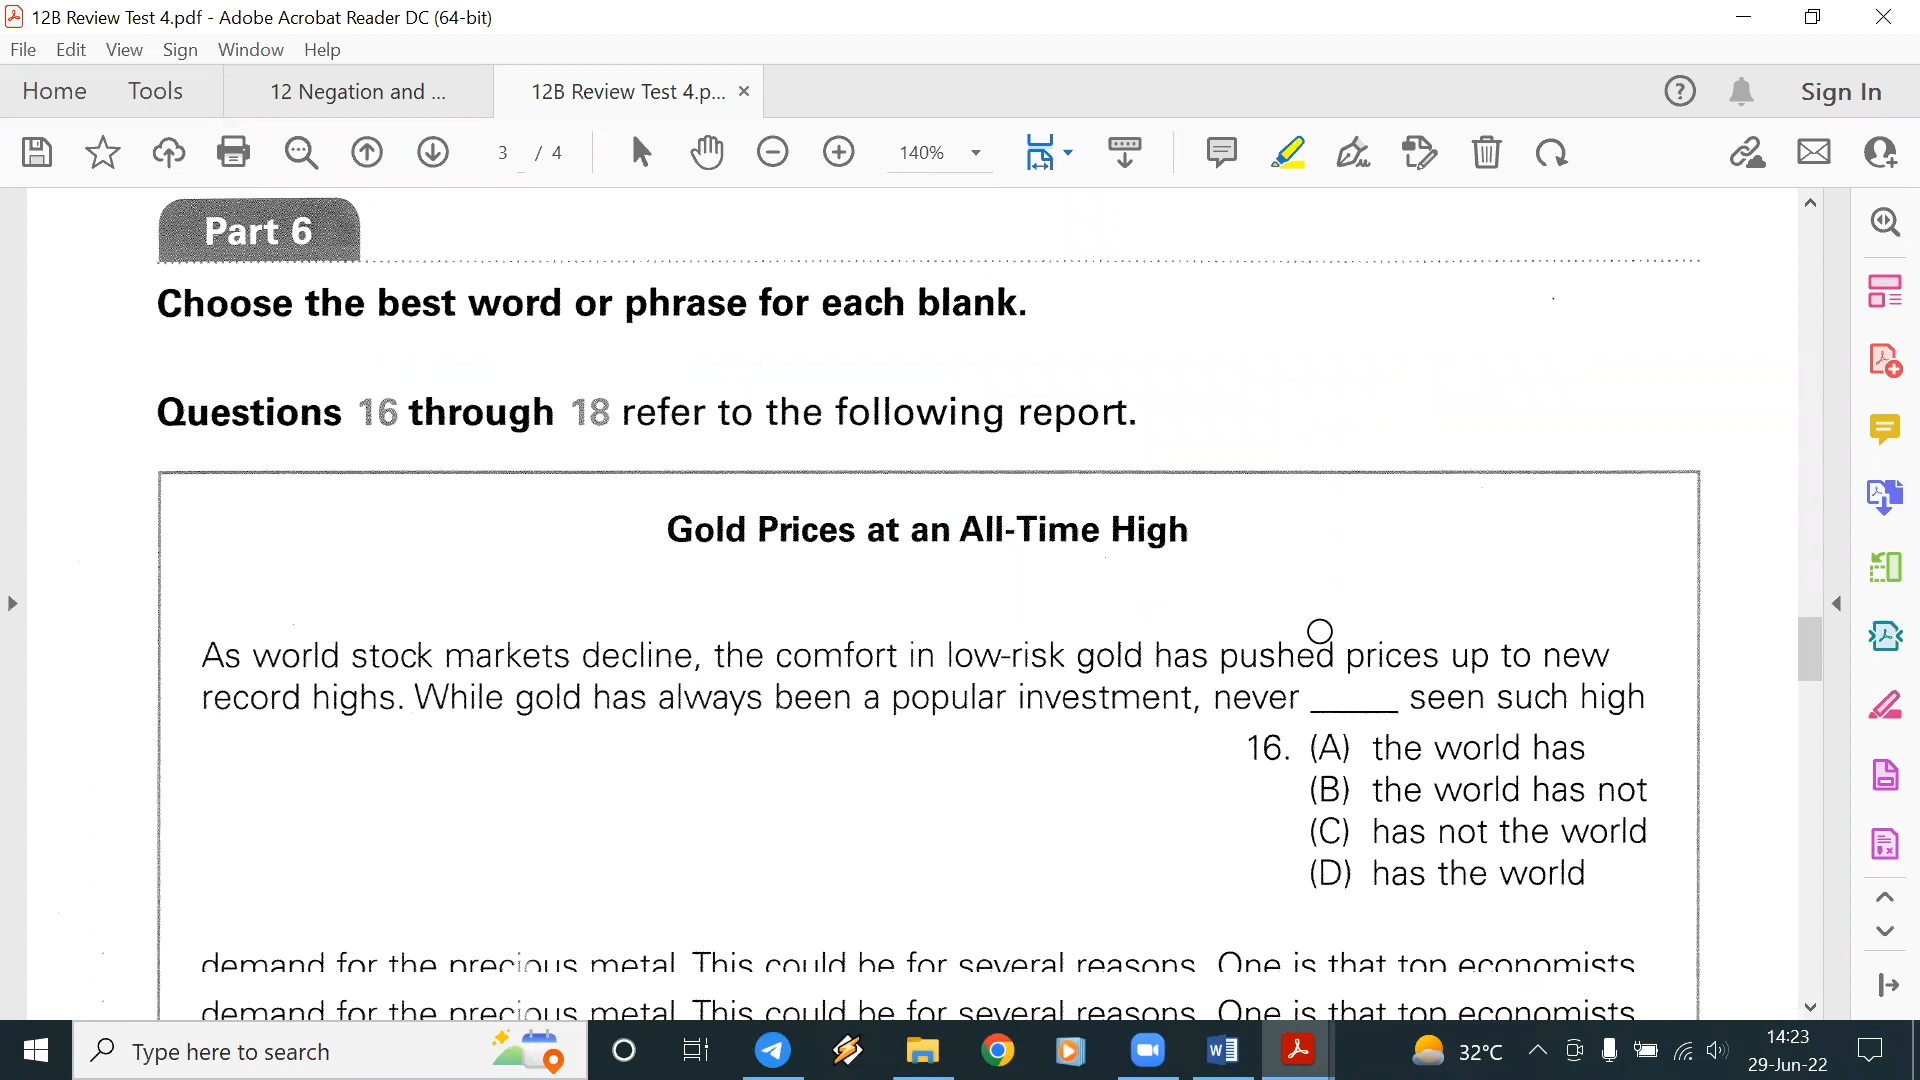 12B Review Test 4.pdf - Adobe Acrobat Reader DC (64-bit)
File Edit View Sign Window Help
Home Tools 12 Negation and ... 12B Review Test 4.p... × Sign In
3 / 4 140%
Part 6
Choose the best word or phrase for each blank.
Questions 16 through 18 refer to the following report.
Gold Prices at an All-Time High
As world stock markets decline, the comfort in low-risk gold has pushed prices up to new
record highs. While gold has always been a popular investment, never _____ seen such high
16. (A) the world has
(B) the world has not
(C) has not the world
(D) has the world
demand for the precious metal. This could be for several reasons. One is that top economists
demand for the precious metal. This could be for several reasons. One is that top economists
Type here to search
32°C
14:23
29-Jun-22